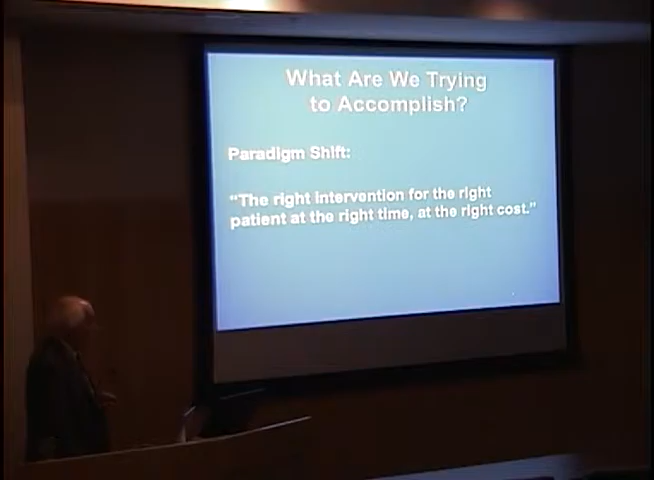 What Are We Trying
to Accomplish?
Paradigm Shift:
“The right intervention for the right
patient at the right time, at the right cost.”